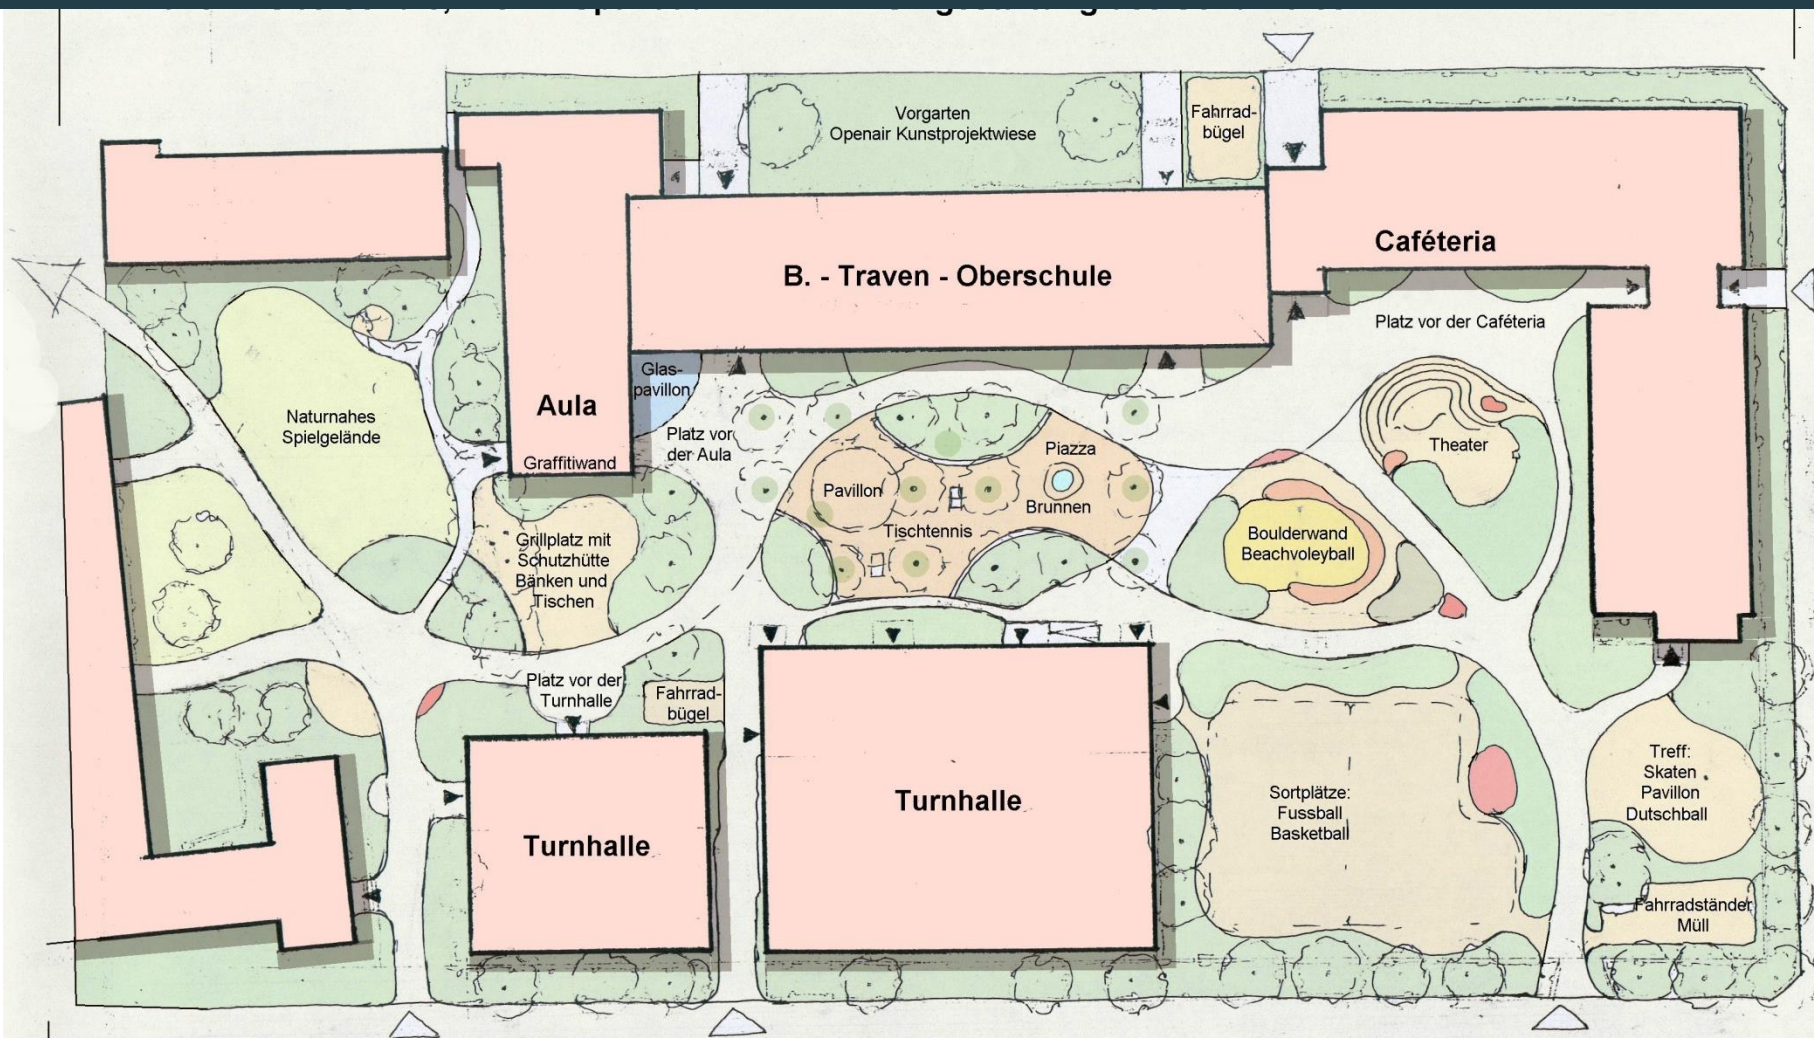 Vorgarten
Openair Kunstprojektwiese
Fahrrad-
bügel
Caféteria
B. - Traven - Oberschule
Platz vor der Caféteria
Glas-
pavillon
Aula
Graffitiwand
Naturnahes
Spielgelände
Platz vor
der Aula
Piazza
Brunnen
Pavillon
Tischtennis
Theater
Boulderwand
Beachvoleyball
Grillplatz mit
Schutzhütte
Bänken und
Tischen
Platz vor der
Turnhalle
Fahrrad-
bügel
Turnhalle
Turnhalle
Sortplätze:
Fussball
Basketball
Treff:
Skaten
Pavillon
Dutschball
Fahrradständer
Müll